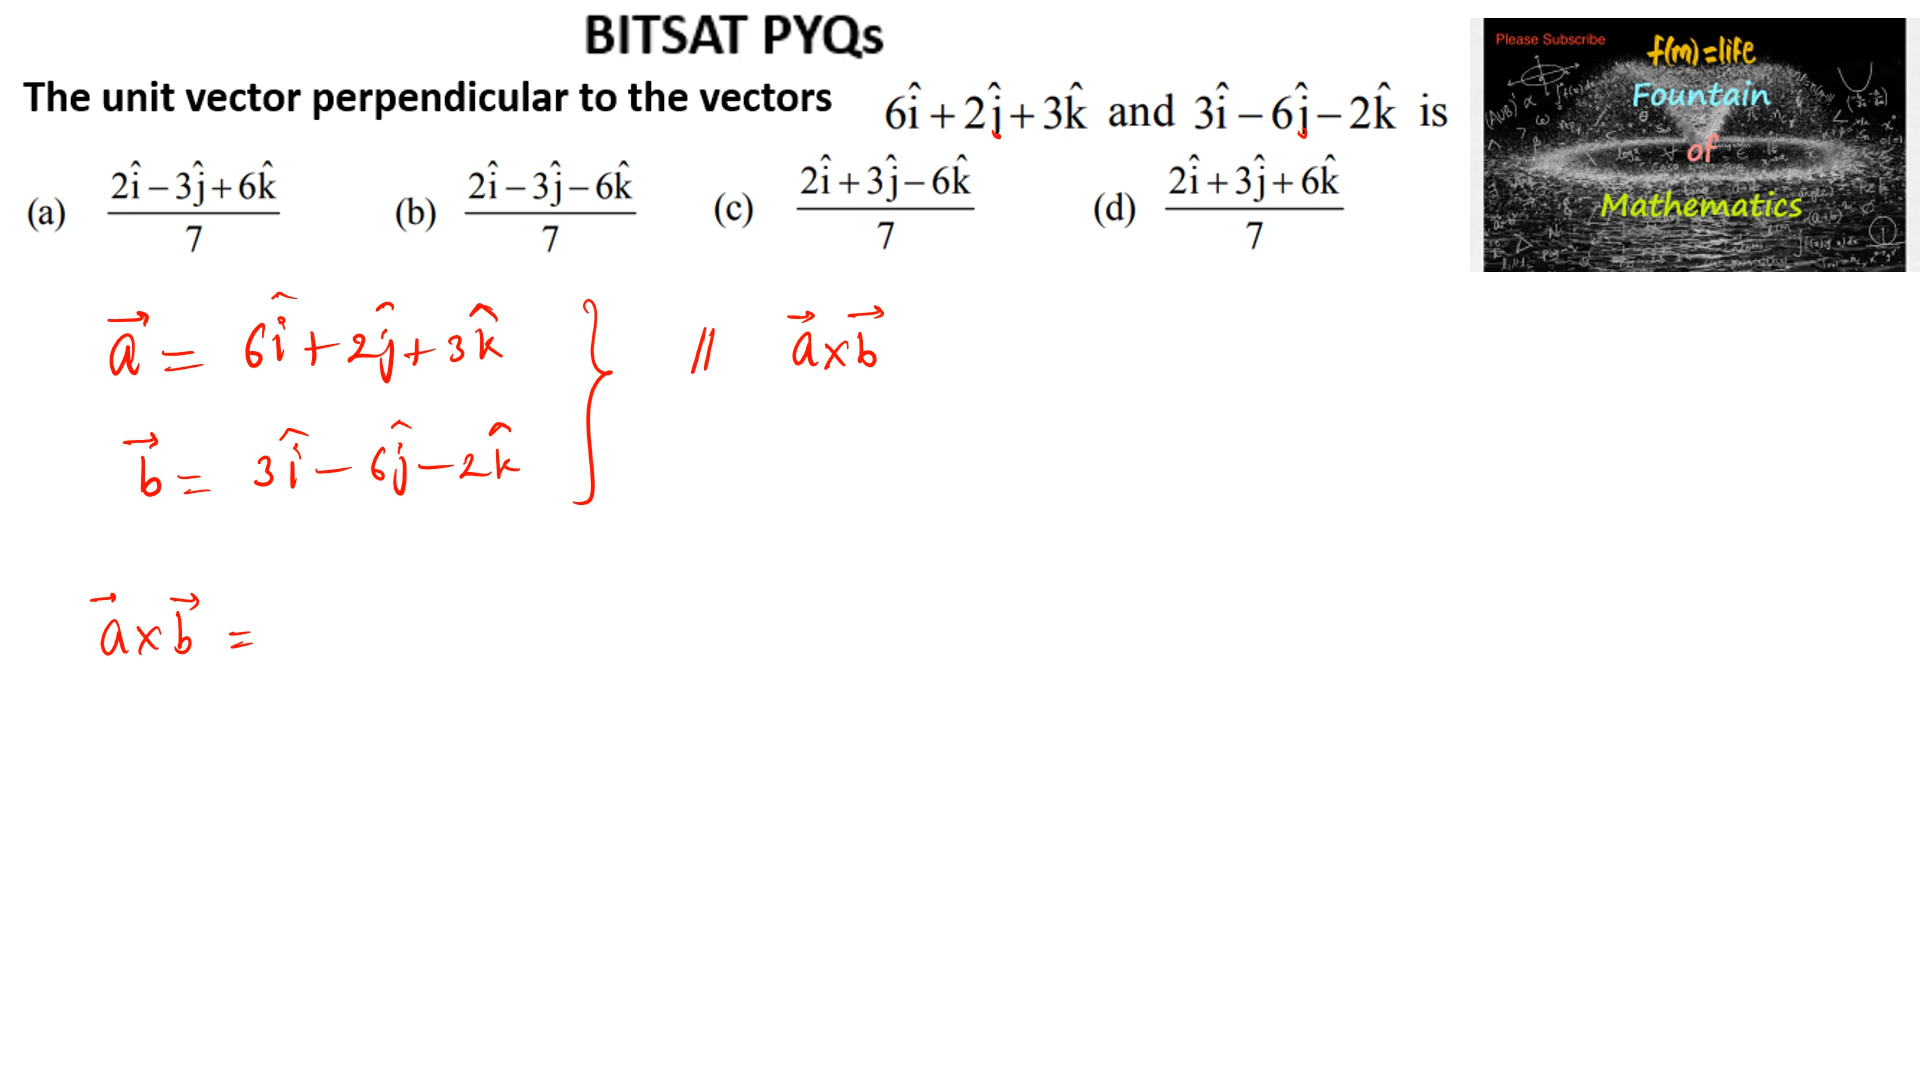 BITSAT PYQs
The unit vector perpendicular to the vectors 6î + 2ĵ + 3k̂ and 3î − 6ĵ − 2k̂ is
(a) (2î − 3ĵ + 6k̂)/7 (b) (2î − 3ĵ − 6k̂)/7 (c) (2î + 3ĵ − 6k̂)/7 (d) (2î + 3ĵ + 6k̂)/7
Please Subscribe
f(m)=life
Fountain
of
Mathematics
a⃗ = 6î + 2ĵ + 3k̂ } // a⃗ × b⃗
b⃗ = 3î − 6ĵ − 2k̂
a⃗ × b⃗ =